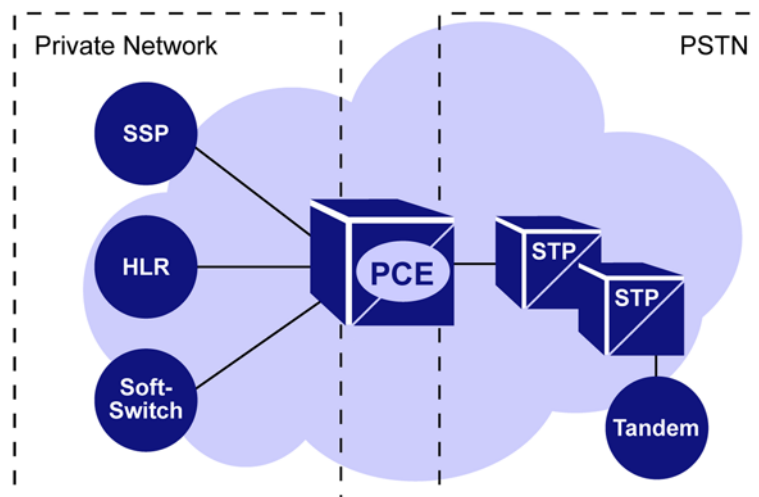 Private Network
PSTN
SSP
HLR
PCE
STP
STP
Soft-
Switch
Tandem